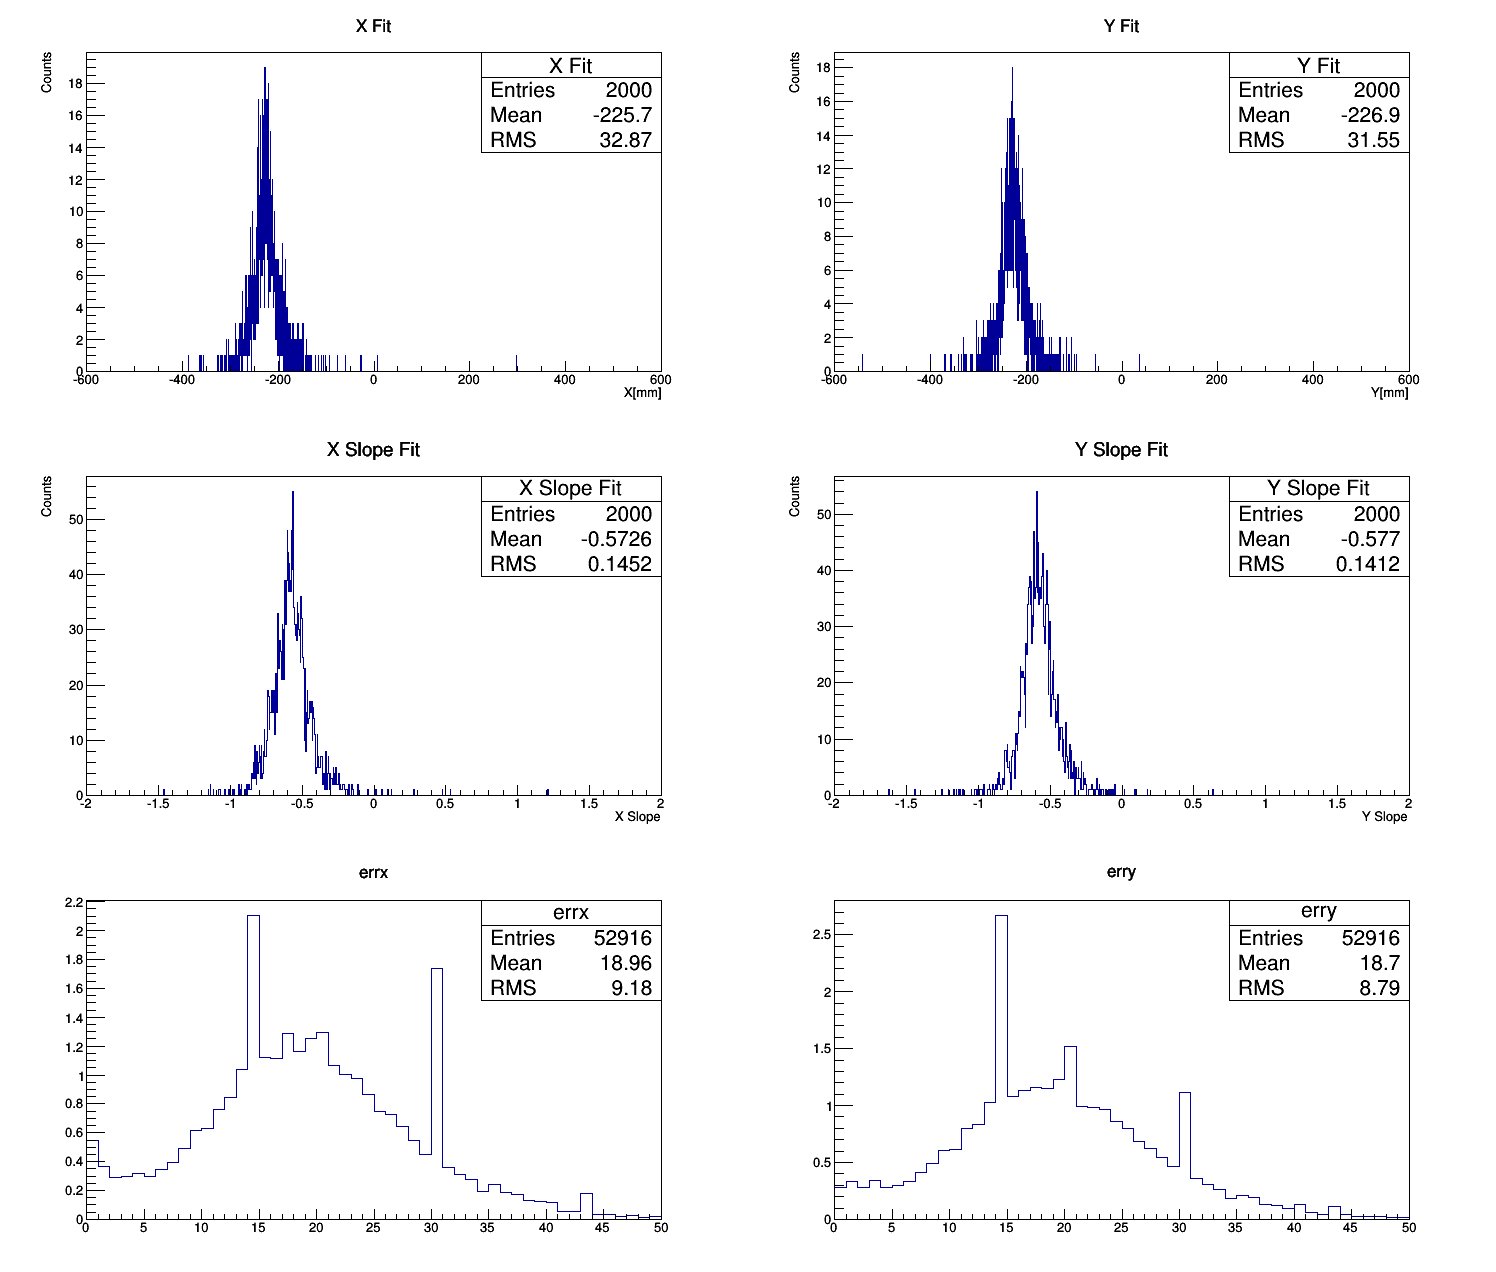 X Fit
Counts
X Fit
Entries 2000
Mean -225.7
RMS 32.87
18
16
14
12
10
8
6
4
2
0
-600 -400 -200 0 200 400 600
X[mm]
Y Fit
Counts
Y Fit
Entries 2000
Mean -226.9
RMS 31.55
18
16
14
12
10
8
6
4
2
0
-600 -400 -200 0 200 400 600
Y[mm]
X Slope Fit
Counts
X Slope Fit
Entries 2000
Mean -0.5726
RMS 0.1452
50
40
30
20
10
0
-2 -1.5 -1 -0.5 0 0.5 1 1.5 2
X Slope
Y Slope Fit
Counts
Y Slope Fit
Entries 2000
Mean -0.577
RMS 0.1412
50
40
30
20
10
0
-2 -1.5 -1 -0.5 0 0.5 1 1.5 2
Y Slope
errx
errx
Entries 52916
Mean 18.96
RMS 9.18
2.2
2
1.8
1.6
1.4
1.2
1
0.8
0.6
0.4
0.2
0
0 5 10 15 20 25 30 35 40 45 50
erry
erry
Entries 52916
Mean 18.7
RMS 8.79
2.5
2
1.5
1
0.5
0
0 5 10 15 20 25 30 35 40 45 50